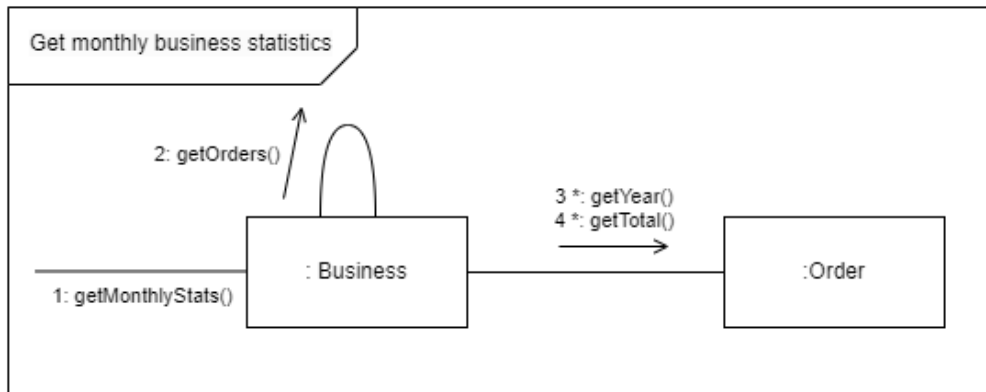 Get monthly business statistics
2: getOrders()
3 *: getYear()
4 *: getTotal()
: Business
:Order
1: getMonthlyStats()